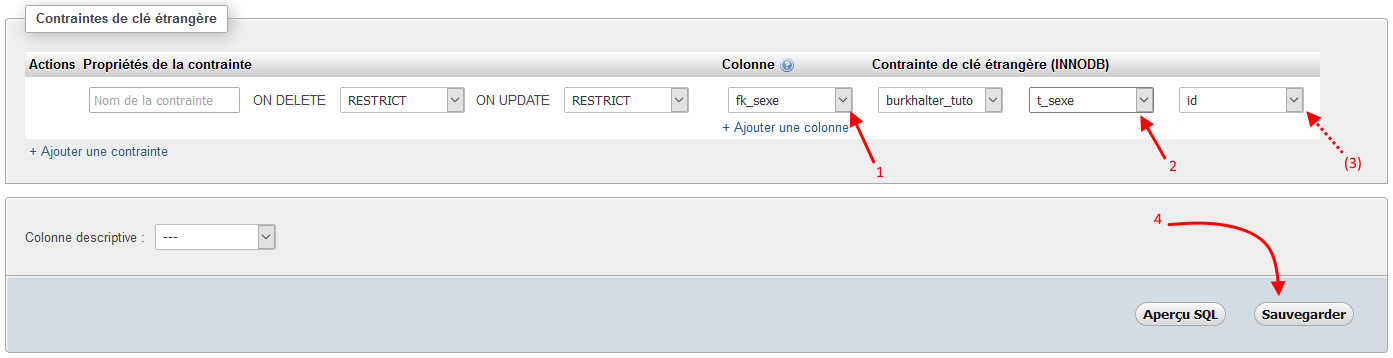 Contraintes de clé étrangère
Actions Propriétés de la contrainte Colonne Contrainte de clé étrangère (INNODB)
Nom de la contrainte ON DELETE RESTRICT ON UPDATE RESTRICT fk_sexe burkhalter_tuto t_sexe id
+ Ajouter une colonne
+ Ajouter une contrainte
1 2 (3)
4
Colonne descriptive : ---
Aperçu SQL Sauvegarder